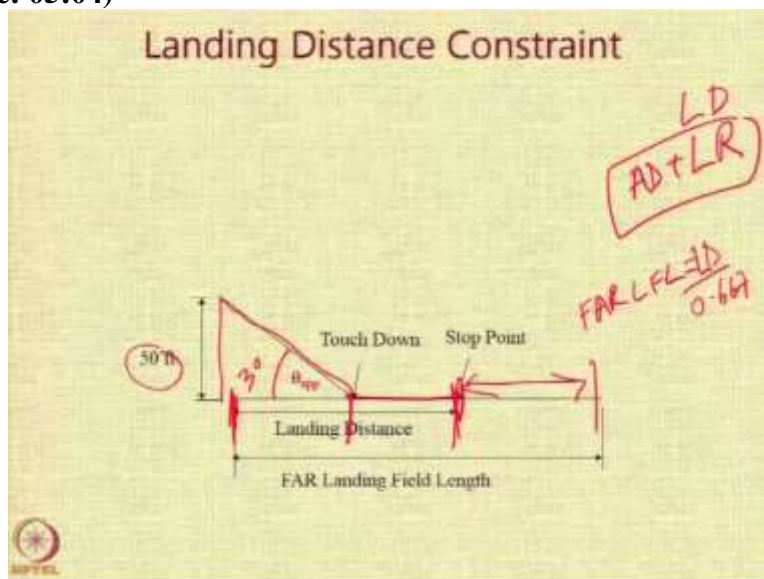 Landing Distance Constraint
LD
AD + LR
FAR LFL = LD
0.667
50 ft
3°
θapp
Touch Down
Stop Point
Landing Distance
FAR Landing Field Length
NPTEL